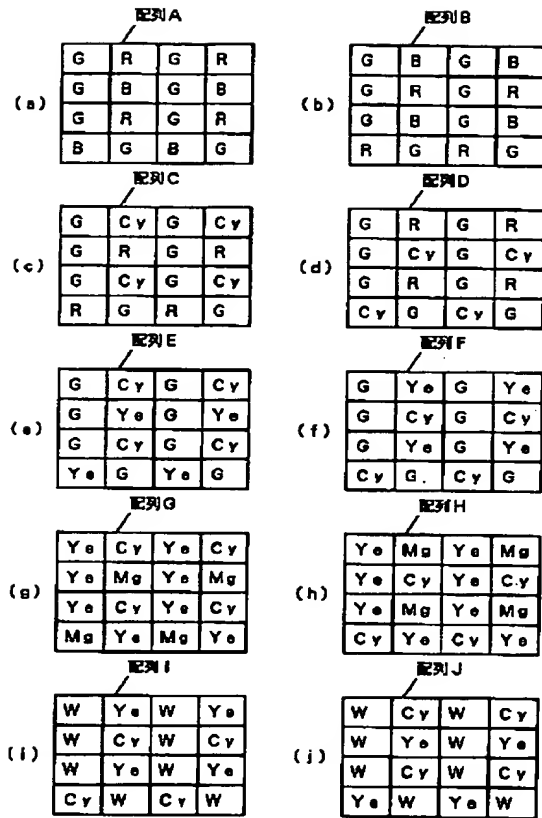 配列A
(a)
G R G R
G B G B
G R G R
B G B G
配列B
(b)
G B G B
G R G R
G B G B
R G R G
配列C
(c)
G Cy G Cy
G R G R
G Cy G Cy
R G R G
配列D
(d)
G R G R
G Cy G Cy
G R G R
Cy G Cy G
配列E
(e)
G Cy G Cy
G Ye G Ye
G Cy G Cy
Ye G Ye G
配列F
(f)
G Ye G Ye
G Cy G Cy
G Ye G Ye
Cy G. Cy G
配列G
(g)
Ye Cy Ye Cy
Ye Mg Ye Mg
Ye Cy Ye Cy
Mg Ye Mg Ye
配列H
(h)
Ye Mg Ye Mg
Ye Cy Ye Cy
Ye Mg Ye Mg
Cy Ye Cy Ye
配列I
(i)
W Ye W Ye
W Cy W Cy
W Ye W Ye
Cy W Cy W
配列J
(j)
W Cy W Cy
W Ye W Ye
W Cy W Cy
Ye W Ye W